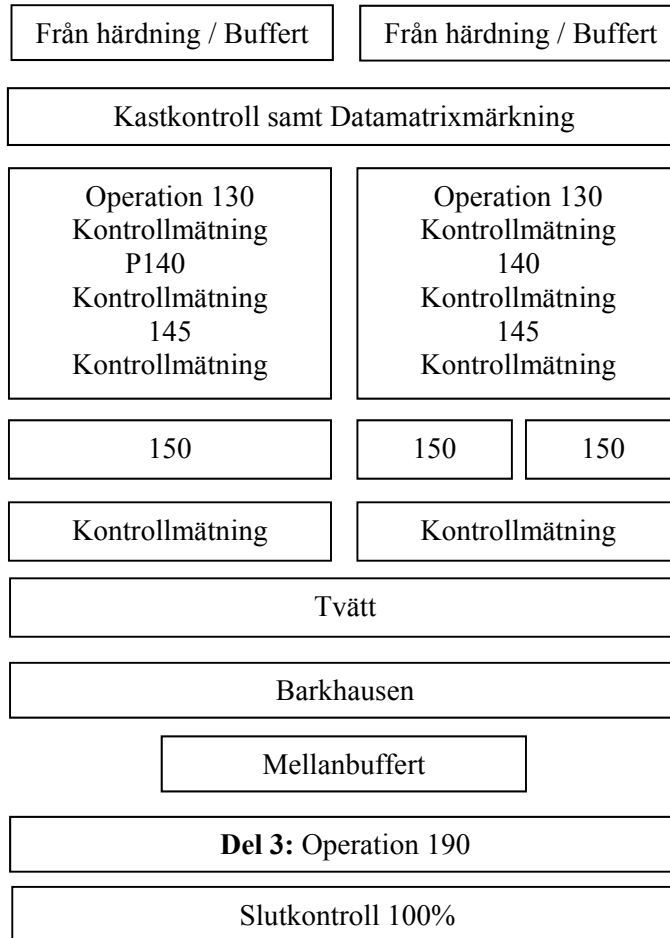 Från härdning / Buffert
Från härdning / Buffert
Kastkontroll samt Datamatrixmärkning
Operation 130
Kontrollmätning
P140
Kontrollmätning
145
Kontrollmätning
Operation 130
Kontrollmätning
140
Kontrollmätning
145
Kontrollmätning
150
150
150
Kontrollmätning
Kontrollmätning
Tvätt
Barkhausen
Mellanbuffert
Del 3: Operation 190
Slutkontroll 100%